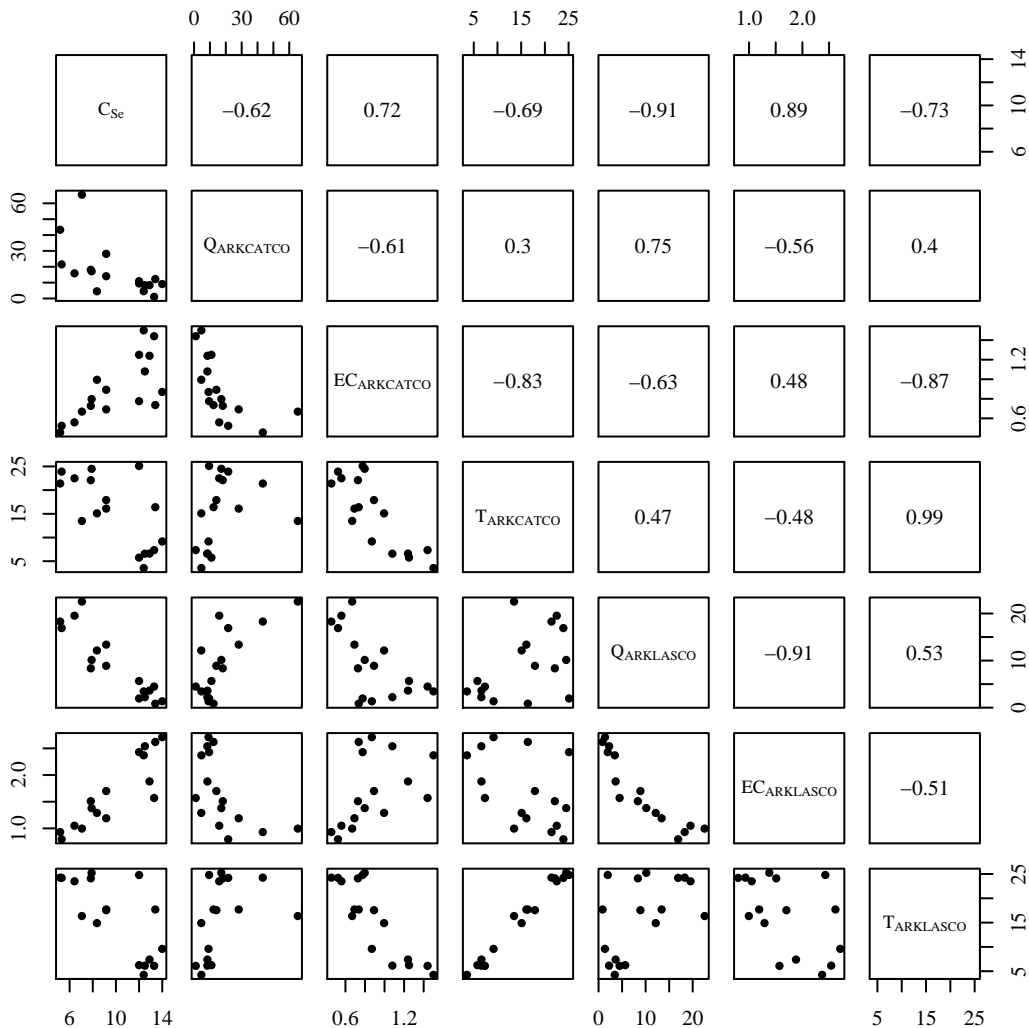 0 30 60 5 15 25 1.0 2.0
C_Se −0.62 0.72 −0.69 −0.91 0.89 −0.73 6 10 14
0 30 60 Q_ARKCATCO −0.61 0.3 0.75 −0.56 0.4
EC_ARKCATCO −0.83 −0.63 0.48 −0.87 0.6 1.2
5 15 25 T_ARKCATCO 0.47 −0.48 0.99
Q_ARKLASCO −0.91 0.53 0 10 20
1.0 2.0 EC_ARKLASCO −0.51
T_ARKLASCO 5 15 25
6 10 14 0.6 1.2 0 10 20 5 15 25